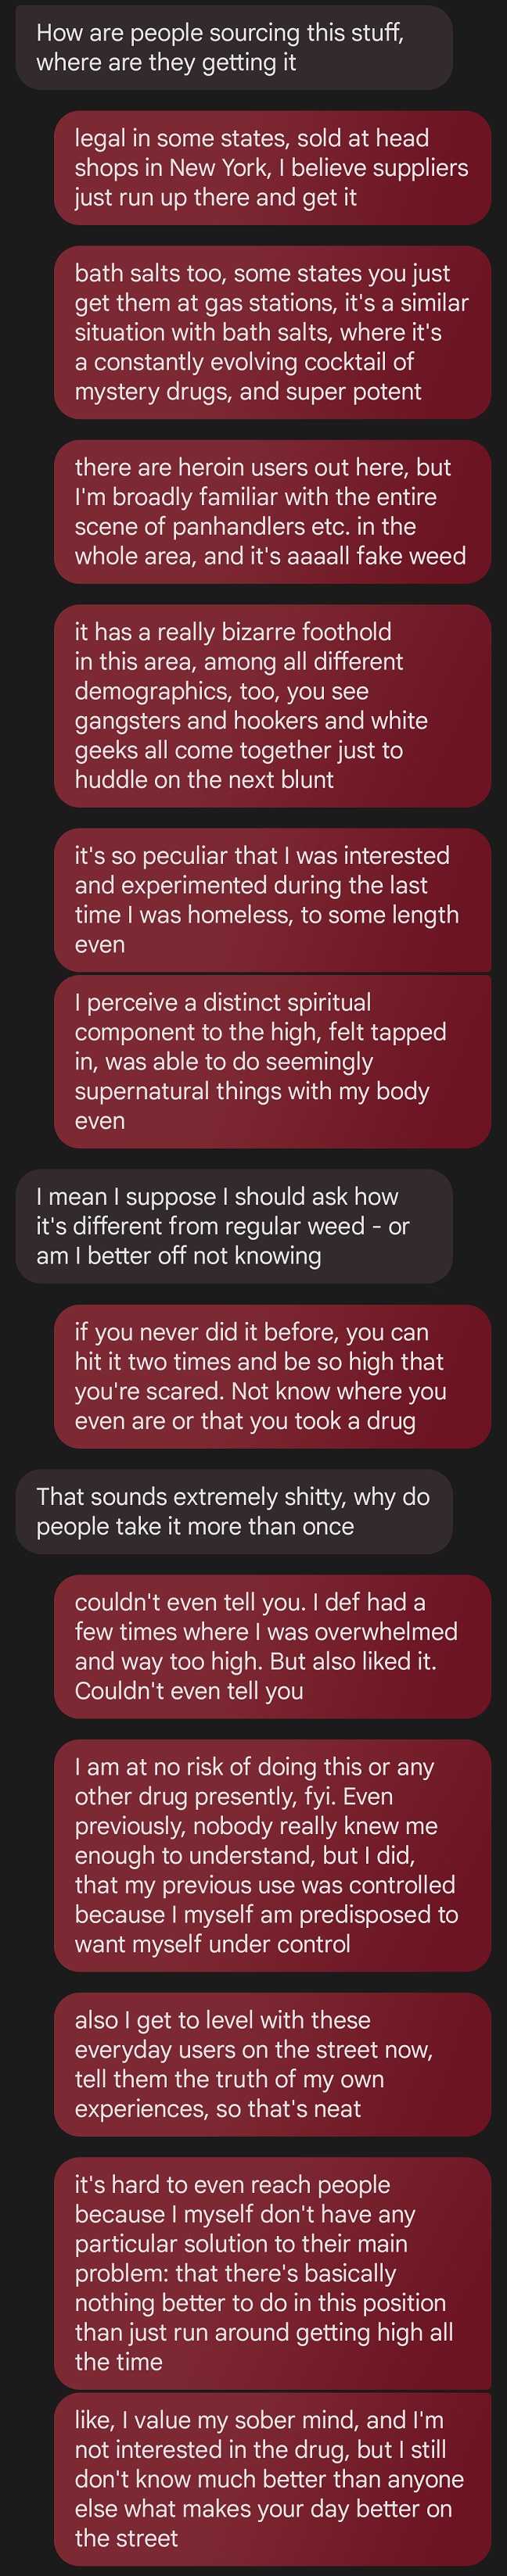 How are people sourcing this stuff,
where are they getting it
legal in some states, sold at head
shops in New York, I believe suppliers
just run up there and get it
bath salts too, some states you just
get them at gas stations, it's a similar
situation with bath salts, where it's
a constantly evolving cocktail of
mystery drugs, and super potent
there are heroin users out here, but
I'm broadly familiar with the entire
scene of panhandlers etc. in the
whole area, and it's aaaall fake weed
it has a really bizarre foothold
in this area, among all different
demographics, too, you see
gangsters and hookers and white
geeks all come together just to
huddle on the next blunt
it's so peculiar that I was interested
and experimented during the last
time I was homeless, to some length
even
I perceive a distinct spiritual
component to the high, felt tapped
in, was able to do seemingly
supernatural things with my body
even
I mean I suppose I should ask how
it's different from regular weed - or
am I better off not knowing
if you never did it before, you can
hit it two times and be so high that
you're scared. Not know where you
even are or that you took a drug
That sounds extremely shitty, why do
people take it more than once
couldn't even tell you. I def had a
few times where I was overwhelmed
and way too high. But also liked it.
Couldn't even tell you
I am at no risk of doing this or any
other drug presently, fyi. Even
previously, nobody really knew me
enough to understand, but I did,
that my previous use was controlled
because I myself am predisposed to
want myself under control
also I get to level with these
everyday users on the street now,
tell them the truth of my own
experiences, so that's neat
it's hard to even reach people
because I myself don't have any
particular solution to their main
problem: that there's basically
nothing better to do in this position
than just run around getting high all
the time
like, I value my sober mind, and I'm
not interested in the drug, but I still
don't know much better than anyone
else what makes your day better on
the street